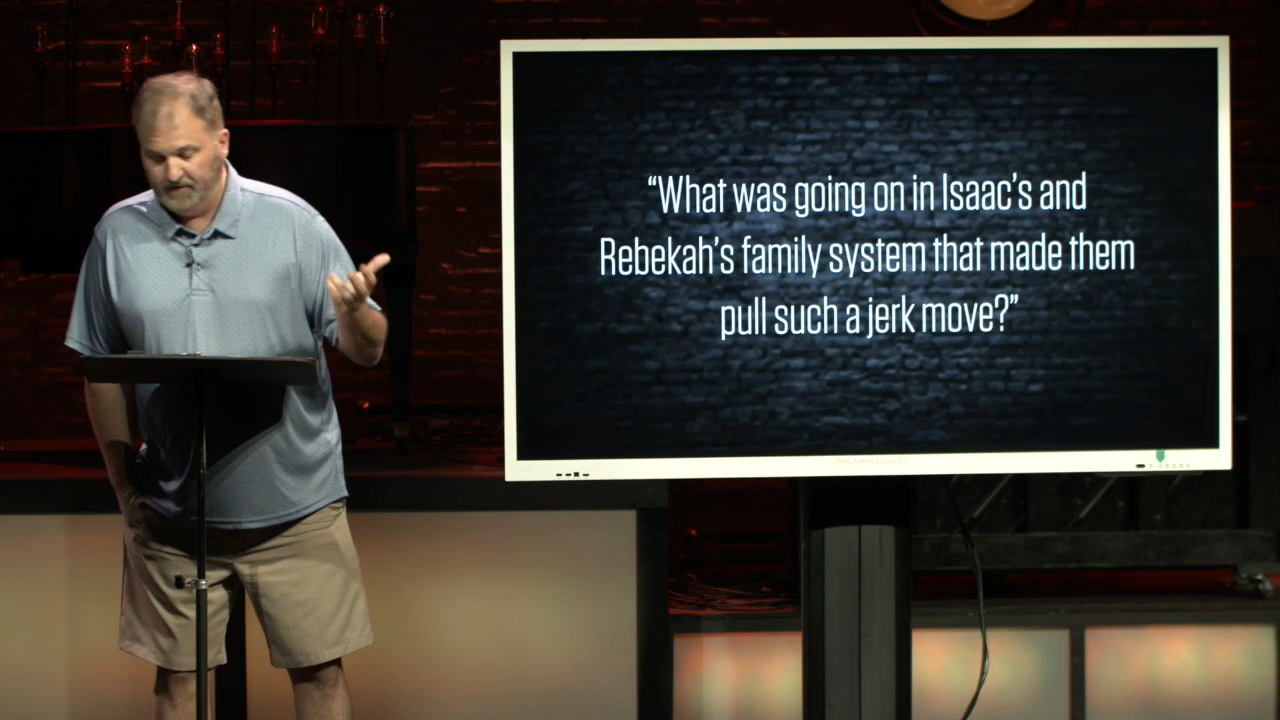 “What was going on in Isaac’s and
Rebekah’s family system that made them
pull such a jerk move?”